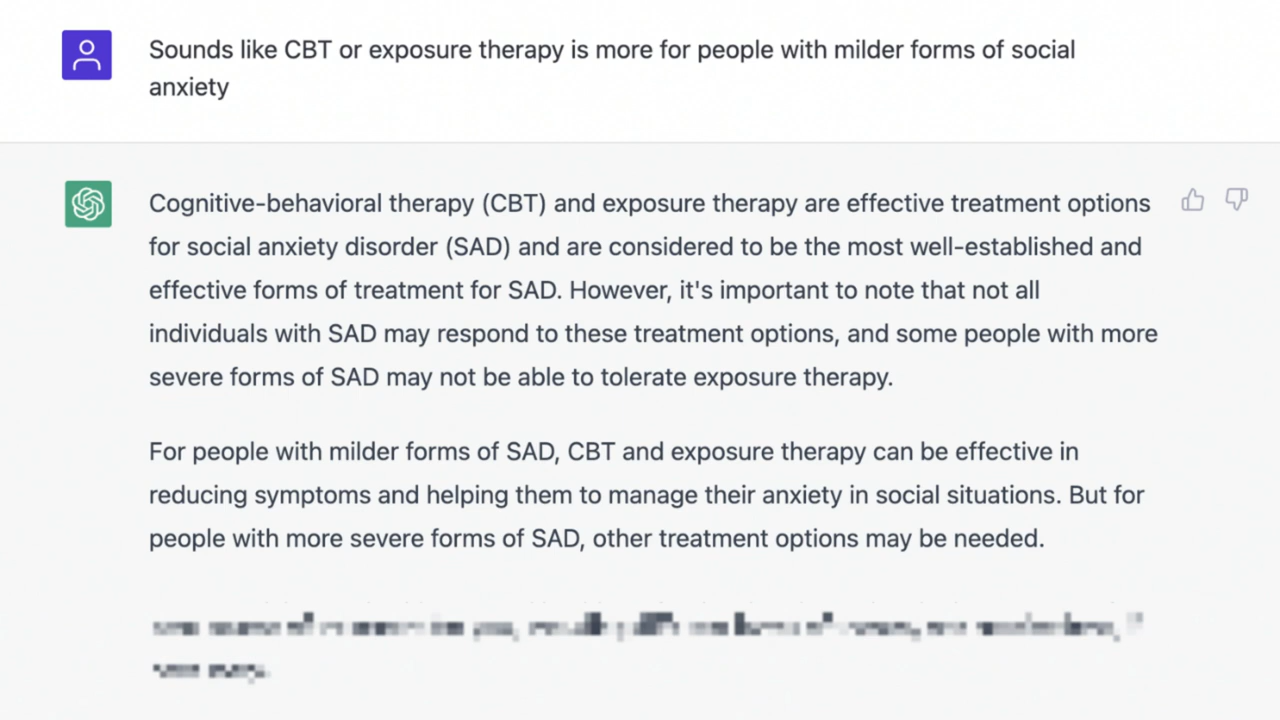 Sounds like CBT or exposure therapy is more for people with milder forms of social
anxiety
Cognitive-behavioral therapy (CBT) and exposure therapy are effective treatment options
for social anxiety disorder (SAD) and are considered to be the most well-established and
effective forms of treatment for SAD. However, it's important to note that not all
individuals with SAD may respond to these treatment options, and some people with more
severe forms of SAD may not be able to tolerate exposure therapy.
For people with milder forms of SAD, CBT and exposure therapy can be effective in
reducing symptoms and helping them to manage their anxiety in social situations. But for
people with more severe forms of SAD, other treatment options may be needed.